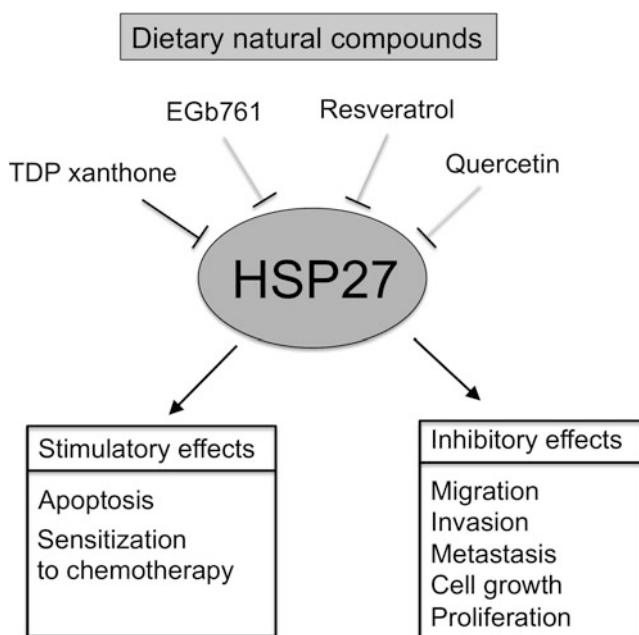 Dietary natural compounds
EGb761
Resveratrol
TDP xanthone
Quercetin
HSP27
Stimulatory effects
Apoptosis
Sensitization
to chemotherapy
Inhibitory effects
Migration
Invasion
Metastasis
Cell growth
Proliferation